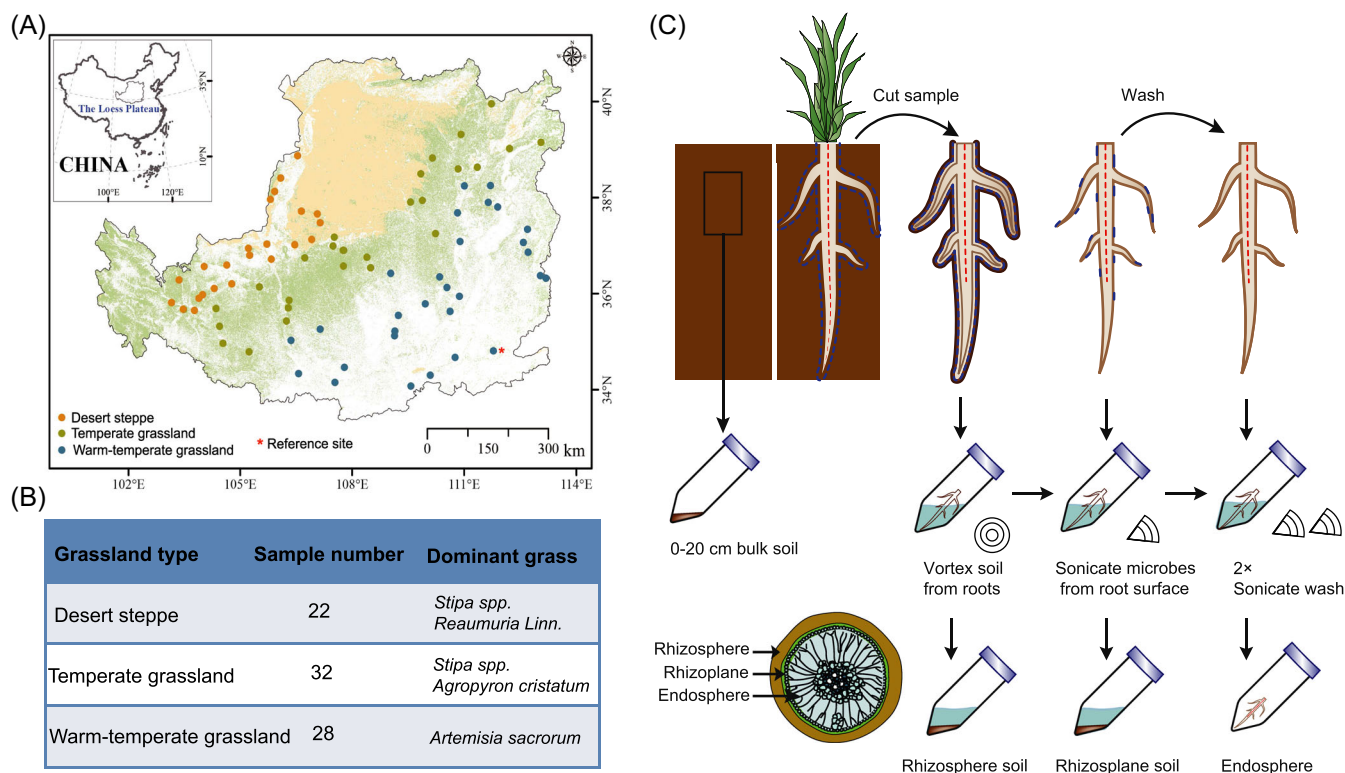 (A)
N
W
E
S
The Loess Plateau
CHINA
35°N
10°N
100°E
120°E
40°N
38°N
36°N
34°N
Desert steppe
Temperate grassland
Warm-temperate grassland
* Reference site
0
150
300
km
102°E
105°E
108°E
111°E
114°E
(B)
Grassland type
Sample number
Dominant grass
Desert steppe
22
Stipa spp.
Reaumuria Linn.
Temperate grassland
32
Stipa spp.
Agropyron cristatum
Warm-temperate grassland
28
Artemisia sacrorum
(C)
Cut sample
Wash
0-20 cm bulk soil
Vortex soil
from roots
Sonicate microbes
from root surface
2×
Sonicate wash
Rhizosphere
Rhizoplane
Endosphere
Rhizosphere soil
Rhizosplane soil
Endosphere